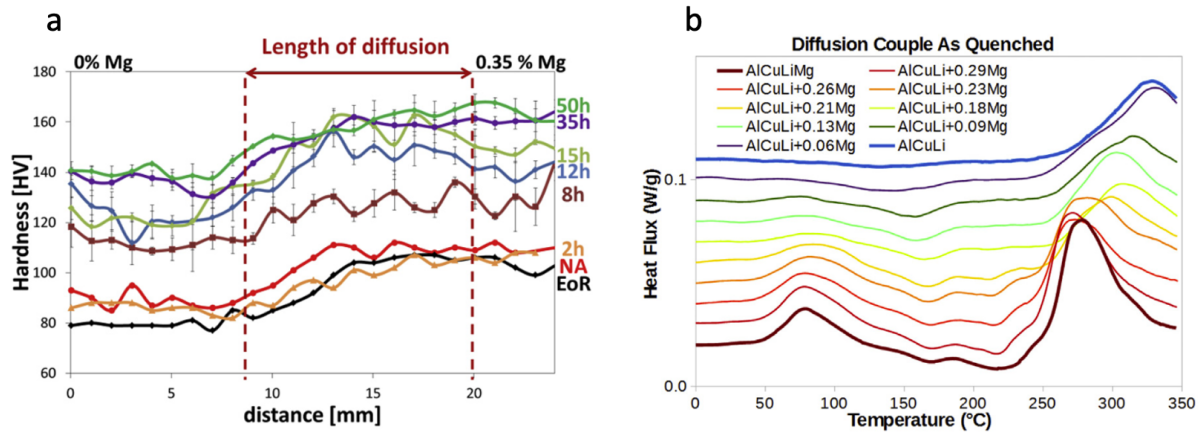 a
Length of diffusion
0% Mg
0.35 % Mg
180
160
140
120
100
80
60
Hardness [HV]
50h
35h
15h
12h
8h
2h
NA
EoR
0
5
10
15
20
distance [mm]
b
Diffusion Couple As Quenched
AlCuLiMg
AlCuLi+0.29Mg
AlCuLi+0.26Mg
AlCuLi+0.23Mg
AlCuLi+0.21Mg
AlCuLi+0.18Mg
AlCuLi+0.13Mg
AlCuLi+0.09Mg
AlCuLi+0.06Mg
AlCuLi
Heat Flux (W/g)
0.1
0.0
0
50
100
150
200
250
300
350
Temperature (°C)